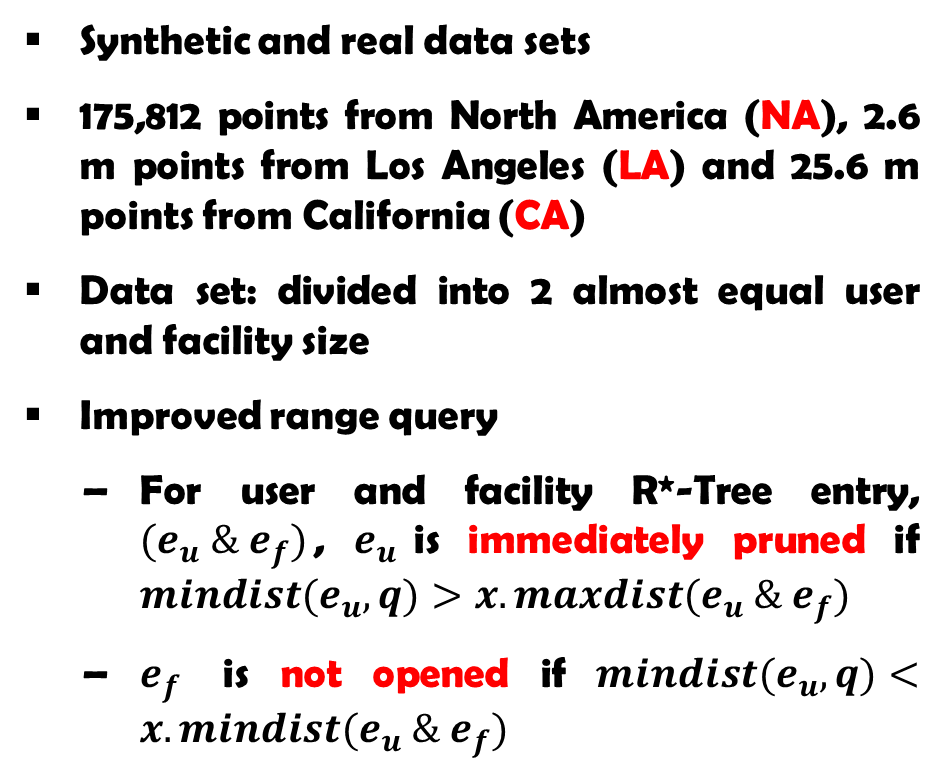 ▪ Synthetic and real data sets
▪ 175,812 points from North America (NA), 2.6
m points from Los Angeles (LA) and 25.6 m
points from California (CA)
▪ Data set: divided into 2 almost equal user
and facility size
▪ Improved range query
– For user and facility R*-Tree entry,
(e_u & e_f), e_u is immediately pruned if
mindist(e_u, q) > x.maxdist(e_u & e_f)
– e_f is not opened if mindist(e_u, q) <
x.mindist(e_u & e_f)